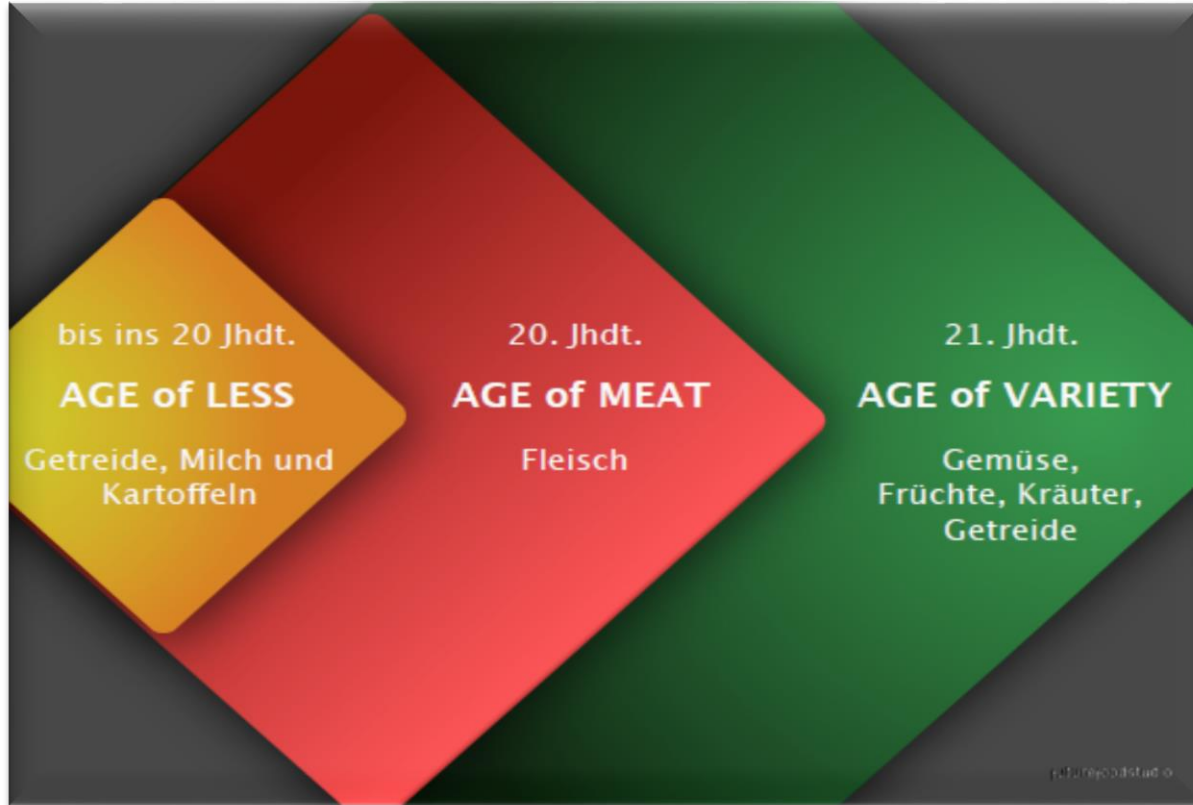 bis ins 20 Jhdt.
AGE of LESS
Getreide, Milch und
Kartoffeln
20. Jhdt.
AGE of MEAT
Fleisch
21. Jhdt.
AGE of VARIETY
Gemüse,
Früchte, Kräuter,
Getreide